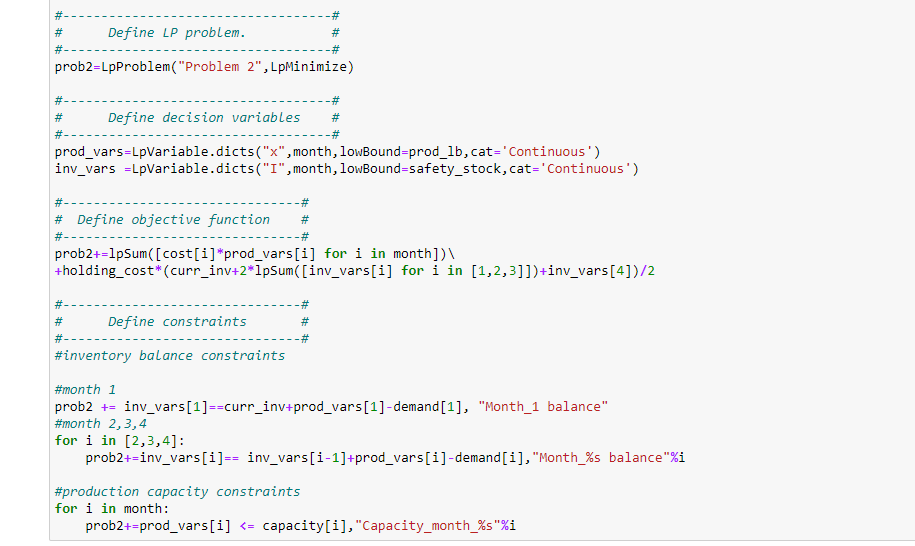 #-----------------------------------#
#      Define LP problem.           #
#-----------------------------------#
prob2=LpProblem("Problem 2",LpMinimize)
#-----------------------------------#
#      Define decision variables    #
#-----------------------------------#
prod_vars=LpVariable.dicts("x",month,lowBound=prod_lb,cat='Continuous')
inv_vars =LpVariable.dicts("I",month,lowBound=safety_stock,cat='Continuous')
#-------------------------------#
#  Define objective function    #
#-------------------------------#
prob2+=lpSum([cost[i]*prod_vars[i] for i in month])\
+holding_cost*(curr_inv+2*lpSum([inv_vars[i] for i in [1,2,3]])+inv_vars[4])/2
#-------------------------------#
#      Define constraints       #
#-------------------------------#
#inventory balance constraints
#month 1
prob2 += inv_vars[1]==curr_inv+prod_vars[1]-demand[1], "Month_1 balance"
#month 2,3,4
for i in [2,3,4]:
    prob2+=inv_vars[i]== inv_vars[i-1]+prod_vars[i]-demand[i],"Month_%s balance"%i
#production capacity constraints
for i in month:
    prob2+=prod_vars[i] <= capacity[i],"Capacity_month_%s"%i